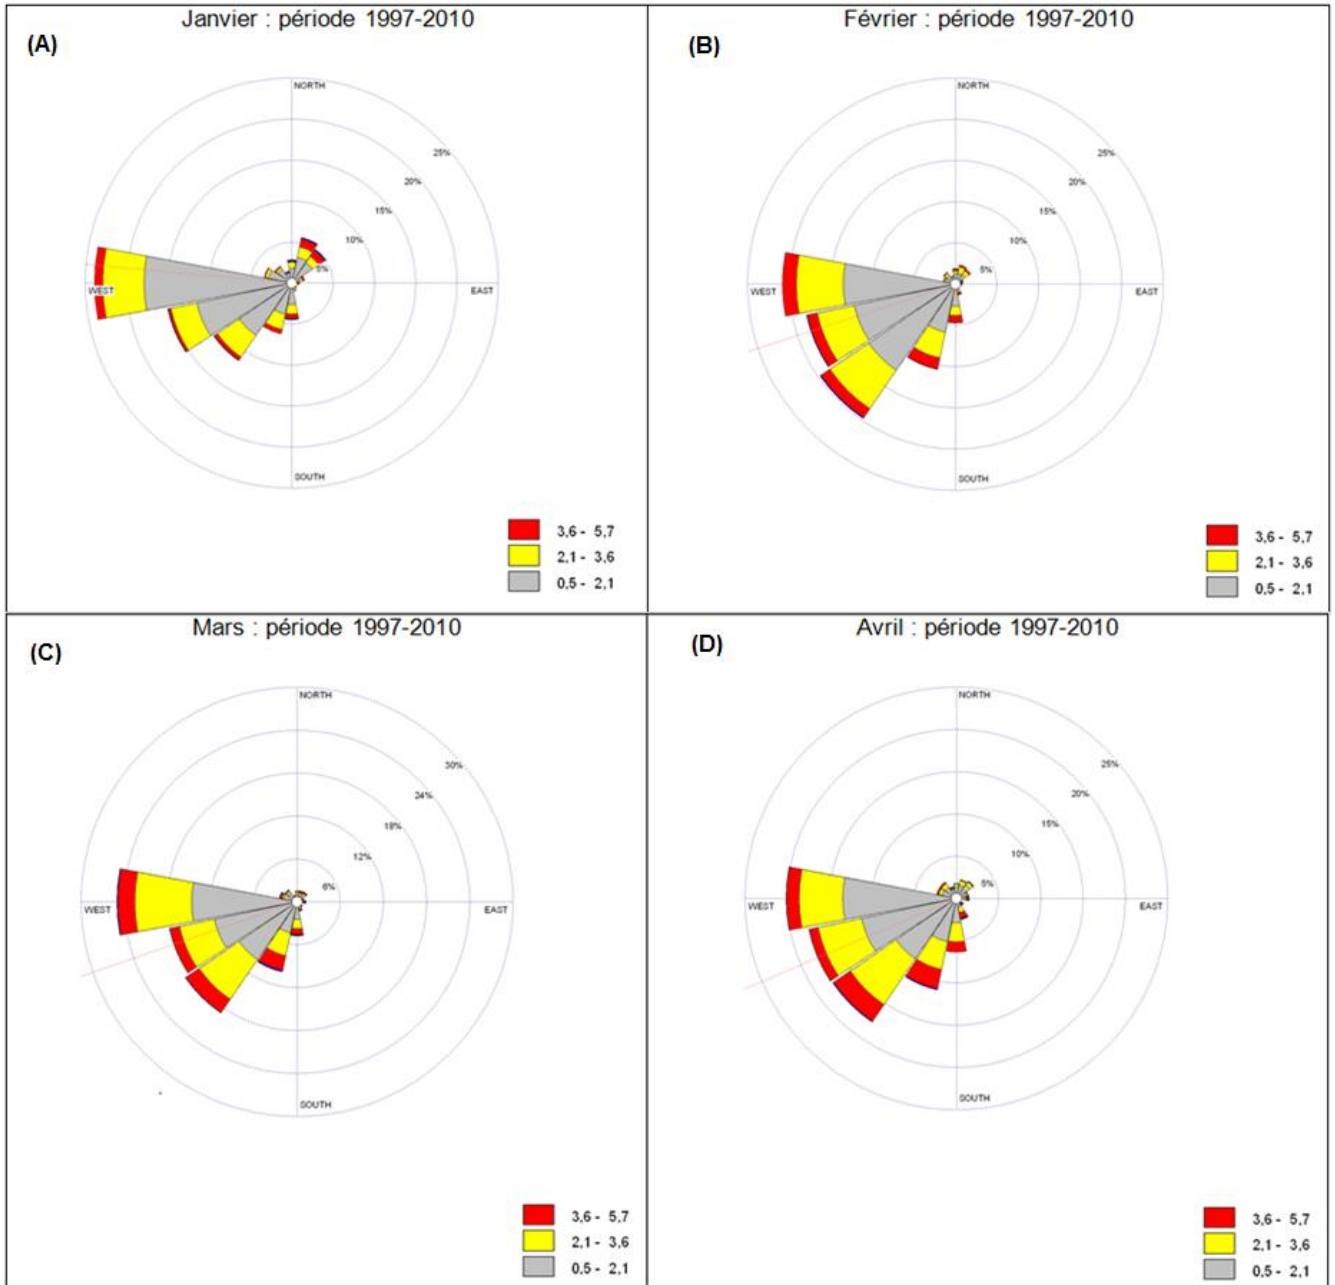 Janvier : période 1997-2010
(A)
NORTH
25%
20%
15%
10%
5%
WEST
EAST
SOUTH
3,6 - 5,7
2,1 - 3,6
0,5 - 2,1
Février : période 1997-2010
(B)
NORTH
25%
20%
15%
10%
5%
WEST
EAST
SOUTH
3,6 - 5,7
2,1 - 3,6
0,5 - 2,1
Mars : période 1997-2010
(C)
NORTH
30%
24%
18%
12%
6%
WEST
EAST
SOUTH
3,6 - 5,7
2,1 - 3,6
0,5 - 2,1
Avril : période 1997-2010
(D)
NORTH
25%
20%
15%
10%
5%
WEST
EAST
SOUTH
3,6 - 5,7
2,1 - 3,6
0,5 - 2,1